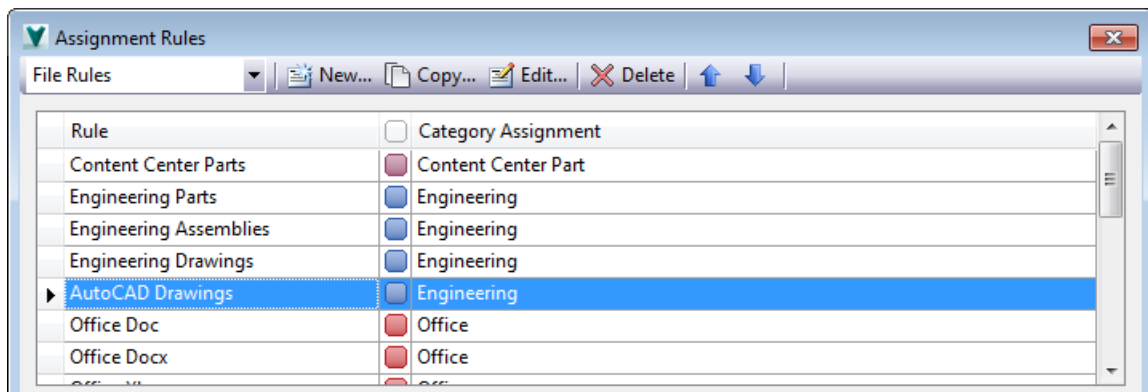 Assignment Rules
File Rules New... Copy... Edit... Delete
Rule Category Assignment
Content Center Parts Content Center Part
Engineering Parts Engineering
Engineering Assemblies Engineering
Engineering Drawings Engineering
AutoCAD Drawings Engineering
Office Doc Office
Office Docx Office